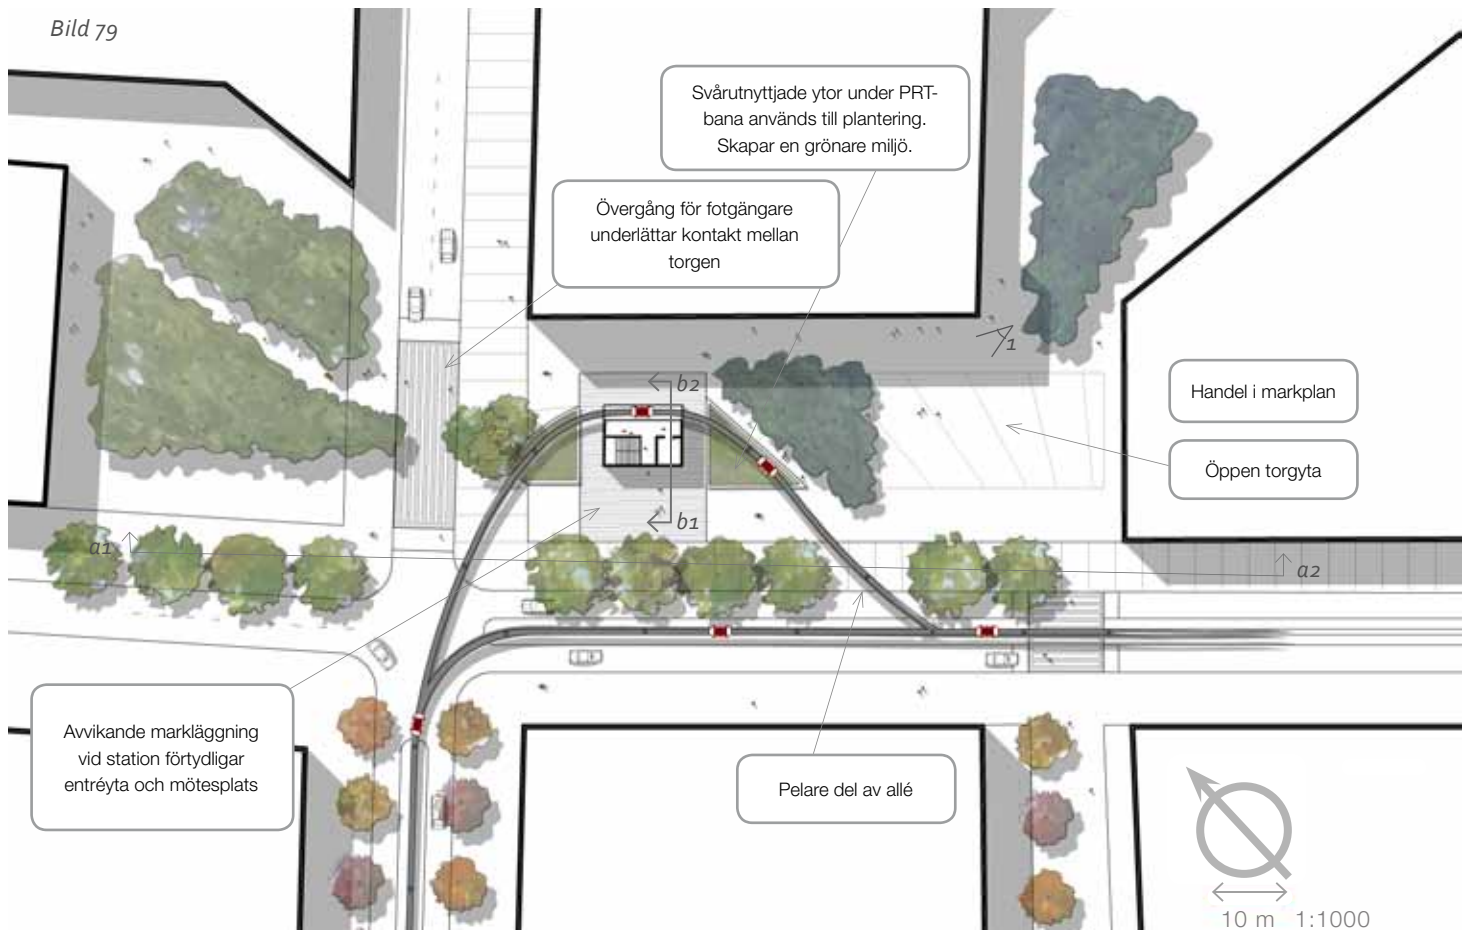 Bild 79
Svårutnyttjade ytor under PRT-
bana används till plantering.
Skapar en grönare miljö.
Övergång för fotgängare
underlättar kontakt mellan
torgen
1
Handel i markplan
b2
Öppen torgyta
b1
a1
a2
Avvikande markläggning
vid station förtydligar
entréyta och mötesplats
Pelare del av allé
10 m 1:1000